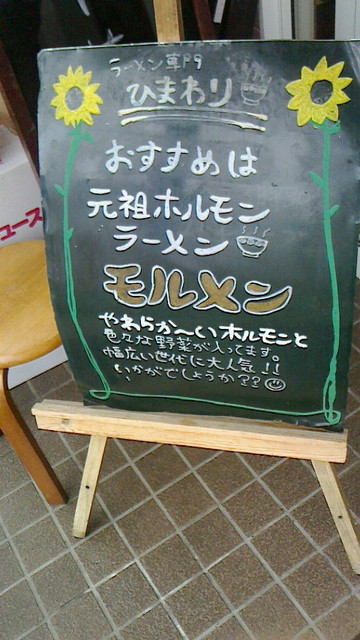 ラーメン専門
ひまわり
おすすめは
元祖ホルモン
ラーメン
モルメン
やわらか〜いホルモンと
色々な野菜が入ってます。
幅広い世代に大人気!!
いかがでしょうか??
ース